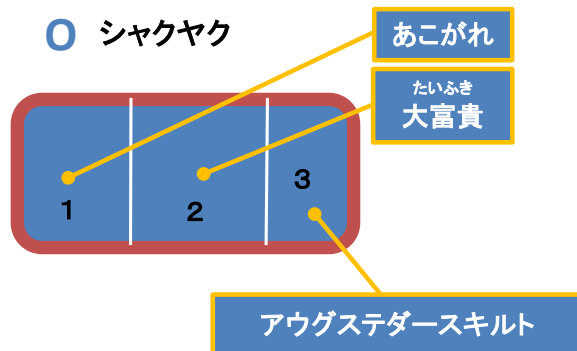 O シャクヤク
あこがれ
たいふき
大富貴
1
2
3
アウグステダースキルト